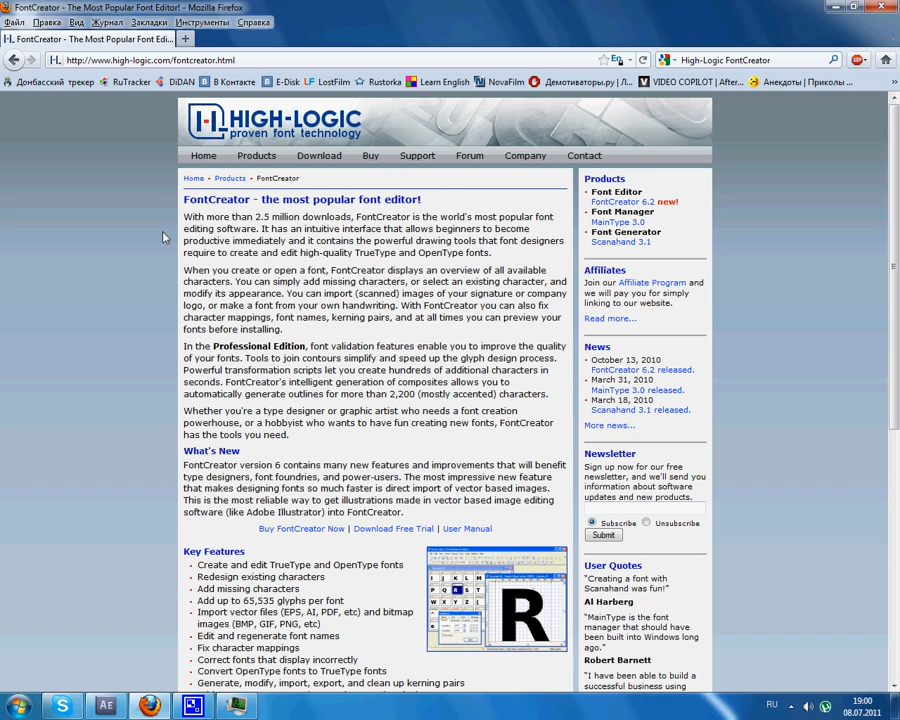 FontCreator - The Most Popular Font Editor! - Mozilla Firefox
Файл Правка Вид Журнал Закладки Инструменты Справка
FontCreator - The Most Popular Font Edi... +
http://www.high-logic.com/fontcreator.html En High-Logic FontCreator
Донбасский трекер RuTracker DiDAN В Контакте E-Disk LostFilm Rustorka Learn English NovaFilm Демотиваторы.ру | Л... VIDEO COPILOT | After... Анекдоты | Приколы ...
HIGH-LOGIC
proven font technology
Home Products Download Buy Support Forum Company Contact
Home - Products - FontCreator
FontCreator - the most popular font editor!
With more than 2.5 million downloads, FontCreator is the world's most popular font
editing software. It has an intuitive interface that allows beginners to become
productive immediately and it contains the powerful drawing tools that font designers
require to create and edit high-quality TrueType and OpenType fonts.
When you create or open a font, FontCreator displays an overview of all available
characters. You can simply add missing characters, or select an existing character, and
modify its appearance. You can import (scanned) images of your signature or company
logo, or make a font from your own handwriting. With FontCreator you can also fix
character mappings, font names, kerning pairs, and at all times you can preview your
fonts before installing.
In the Professional Edition, font validation features enable you to improve the quality
of your fonts. Tools to join contours simplify and speed up the glyph design process.
Powerful transformation scripts let you create hundreds of additional characters in
seconds. FontCreator's intelligent generation of composites allows you to
automatically generate outlines for more than 2,200 (mostly accented) characters.
Whether you're a type designer or graphic artist who needs a font creation
powerhouse, or a hobbyist who wants to have fun creating new fonts, FontCreator
has the tools you need.
What's New
FontCreator version 6 contains many new features and improvements that will benefit
type designers, font foundries, and power-users. The most impressive new feature
that makes designing fonts so much faster is direct import of vector based images.
This is the most reliable way to get illustrations made in vector based image editing
software (like Adobe Illustrator) into FontCreator.
Buy FontCreator Now | Download Free Trial | User Manual
Key Features
Create and edit TrueType and OpenType fonts
Redesign existing characters
Add missing characters
Add up to 65,535 glyphs per font
Import vector files (EPS, AI, PDF, etc) and bitmap
images (BMP, GIF, PNG, etc)
Edit and regenerate font names
Fix character mappings
Correct fonts that display incorrectly
Convert OpenType fonts to TrueType fonts
Generate, modify, import, export, and clean up kerning pairs
R
Products
Font Editor
FontCreator 6.2 new!
Font Manager
MainType 3.0
Font Generator
Scanahand 3.1
Affiliates
Join our Affiliate Program and
we will pay you for simply
linking to our website.
Read more...
News
October 13, 2010
FontCreator 6.2 released.
March 31, 2010
MainType 3.0 released.
March 18, 2010
Scanahand 3.1 released.
More news...
Newsletter
Sign up now for our free
newsletter, and we'll send you
information about software
updates and new products.
Subscribe Unsubscribe
Submit
User Quotes
“Creating a font with
Scanahand was fun!”
Al Harberg
“MainType is the font
manager that should have
been built into Windows long
ago.”
Robert Barnett
“I have been able to build a
successful business using
AE RU 19:00
08.07.2011